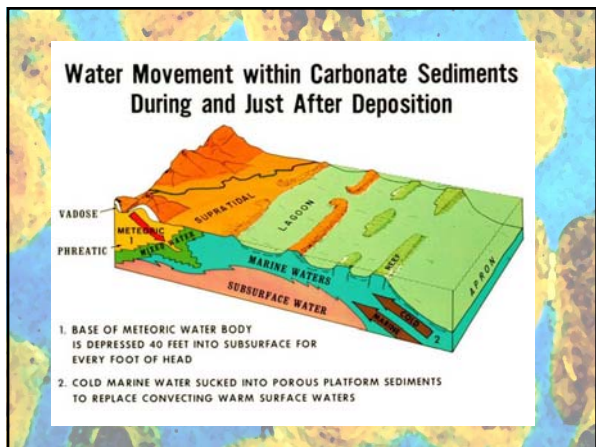 Water Movement within Carbonate Sediments
During and Just After Deposition
VADOSE
PHREATIC
METEORIC
1
MIXED WATER
SUPRATIDAL
LAGOON
REEF
APRON
MARINE WATERS
SUBSURFACE WATER
COLD
MARINE
2
1. BASE OF METEORIC WATER BODY
IS DEPRESSED 40 FEET INTO SUBSURFACE FOR
EVERY FOOT OF HEAD
2. COLD MARINE WATER SUCKED INTO POROUS PLATFORM SEDIMENTS
TO REPLACE CONVECTING WARM SURFACE WATERS